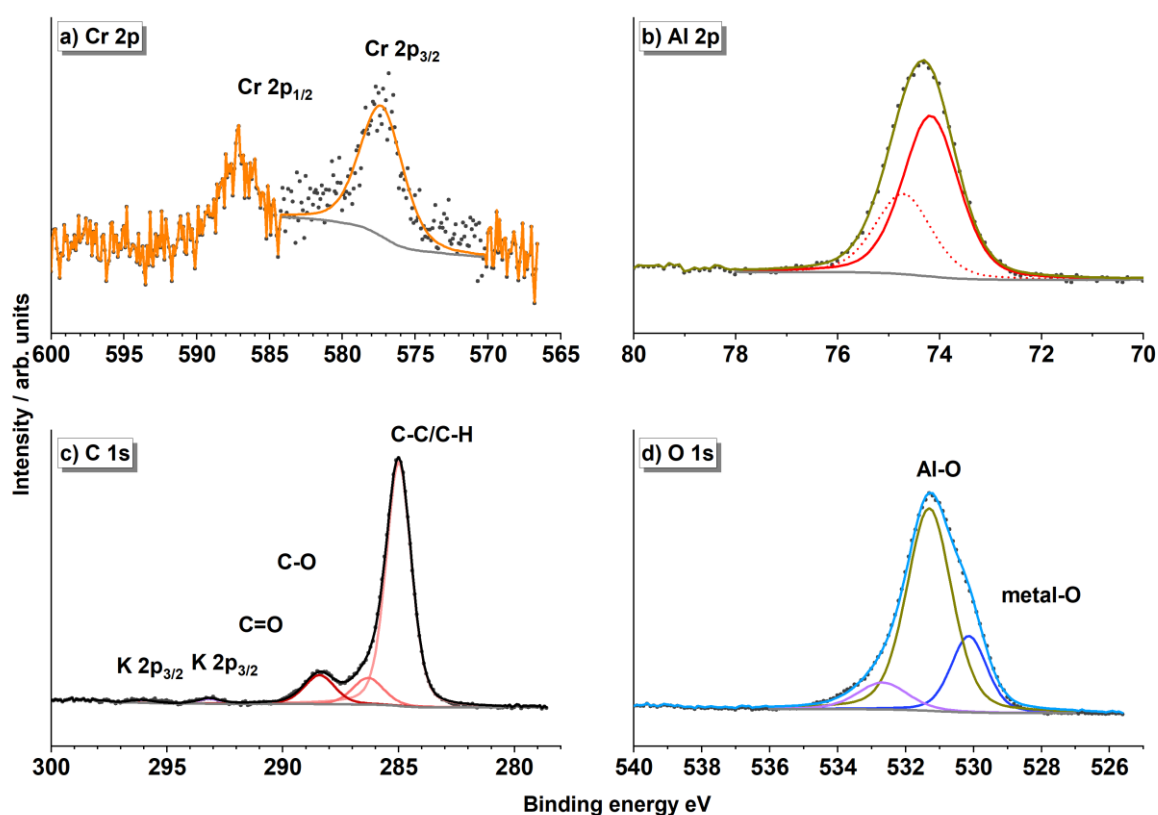 a) Cr 2p
Cr 2p1/2
Cr 2p3/2
600 595 590 585 580 575 570 565
b) Al 2p
80 78 76 74 72 70
c) C 1s
C-C/C-H
C-O
C=O
K 2p3/2 K 2p3/2
300 295 290 285 280
d) O 1s
Al-O
metal-O
540 538 536 534 532 530 528 526
Intensity / arb. units
Binding energy eV